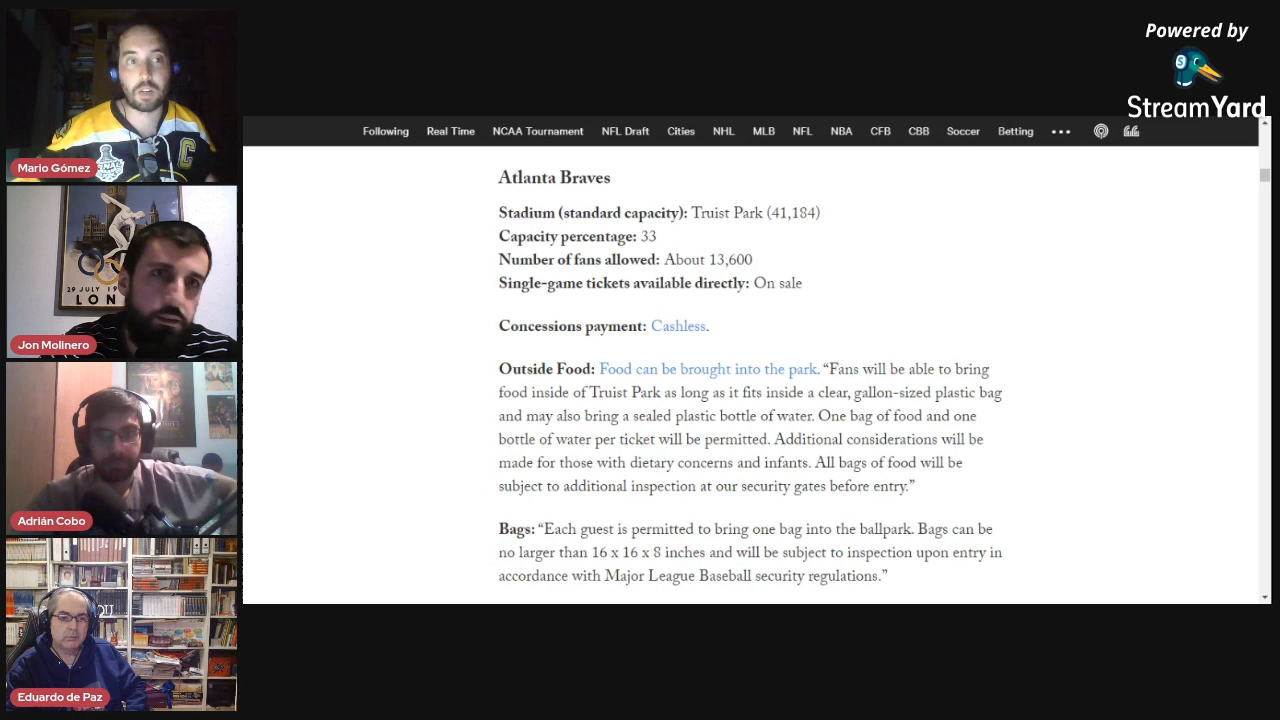 Powered by
StreamYard
Following Real Time NCAA Tournament NFL Draft Cities NHL MLB NFL NBA CFB CBB Soccer Betting
Atlanta Braves
Stadium (standard capacity): Truist Park (41,184)
Capacity percentage: 33
Number of fans allowed: About 13,600
Single-game tickets available directly: On sale
Concessions payment: Cashless.
Outside Food: Food can be brought into the park. “Fans will be able to bring
food inside of Truist Park as long as it fits inside a clear, gallon-sized plastic bag
and may also bring a sealed plastic bottle of water. One bag of food and one
bottle of water per ticket will be permitted. Additional considerations will be
made for those with dietary concerns and infants. All bags of food will be
subject to additional inspection at our security gates before entry.”
Bags: “Each guest is permitted to bring one bag into the ballpark. Bags can be
no larger than 16 x 16 x 8 inches and will be subject to inspection upon entry in
accordance with Major League Baseball security regulations.”
C
Mario Gómez
29 JULY 19
LON
Jon Molinero
Adrián Cobo
Eduardo de Paz